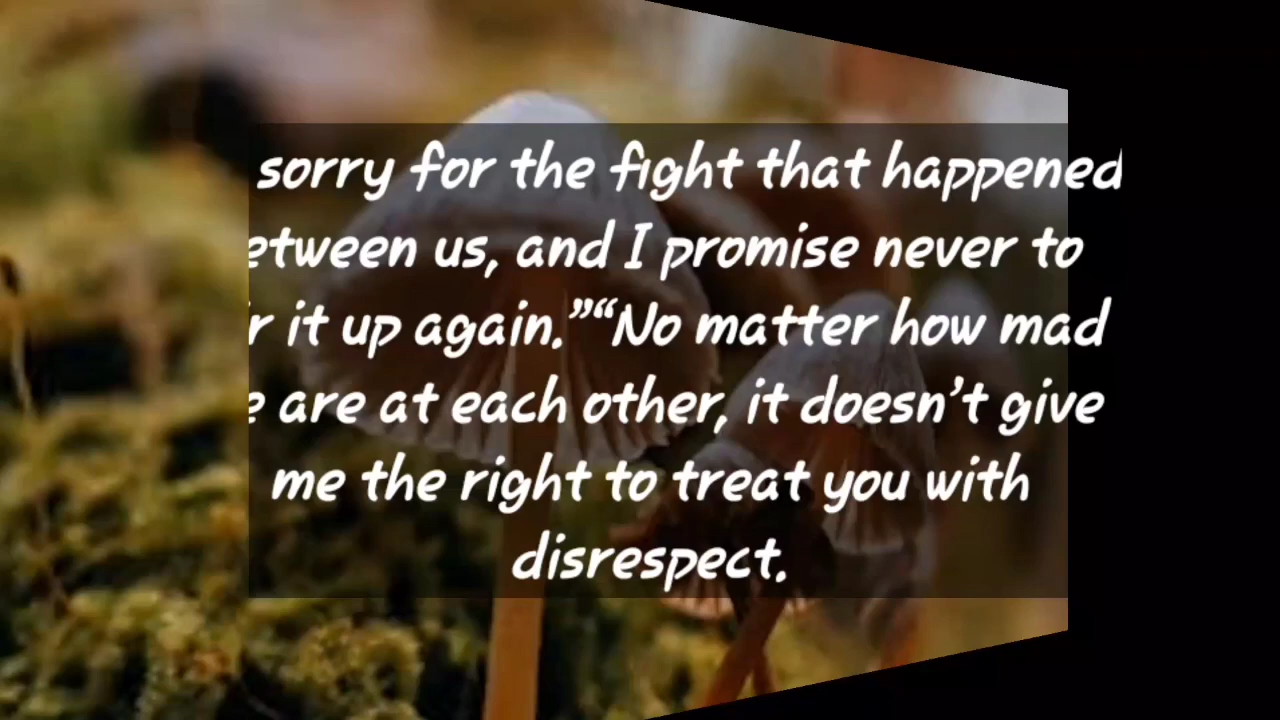 sorry for the fight that happened
etween us, and I promise never to
r it up again.”“No matter how mad
e are at each other, it doesn’t give
me the right to treat you with
disrespect.